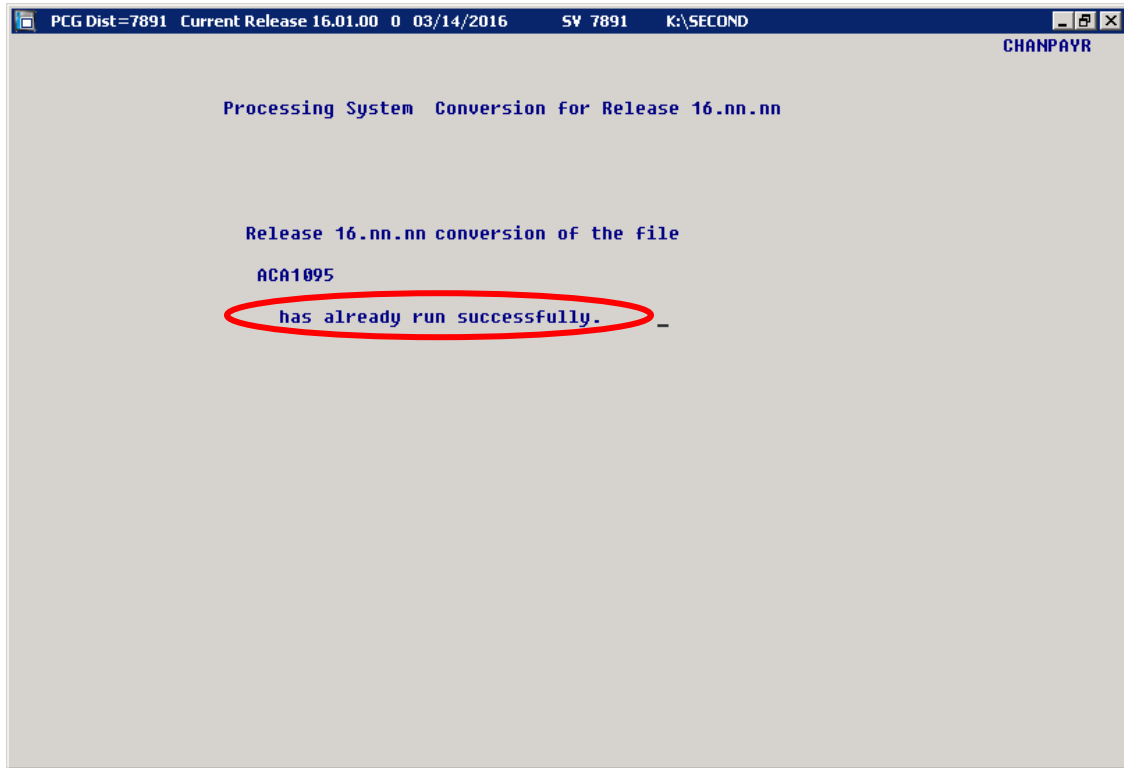 PCG Dist=7891 Current Release 16.01.00 0 03/14/2016 SV 7891 K:\SECOND
CHANPAYR
Processing System Conversion for Release 16.nn.nn
Release 16.nn.nn conversion of the file
ACA1095
has already run successfully. _